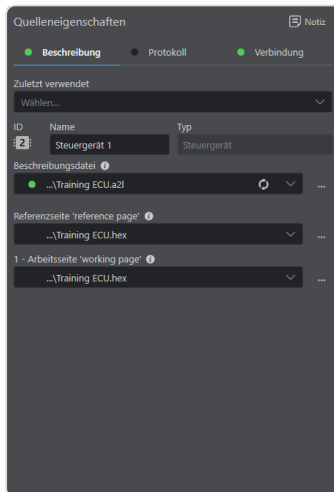 Quelleneigenschaften Notiz
Beschreibung Protokoll Verbindung
Zuletzt verwendet
Wählen...
ID Name Typ
2 Steuergerät 1 Steuergerät
Beschreibungsdatei
...\Training ECU.a2l ...
Referenzseite 'reference page'
...\Training ECU.hex ...
1 - Arbeitsseite 'working page'
...\Training ECU.hex ...